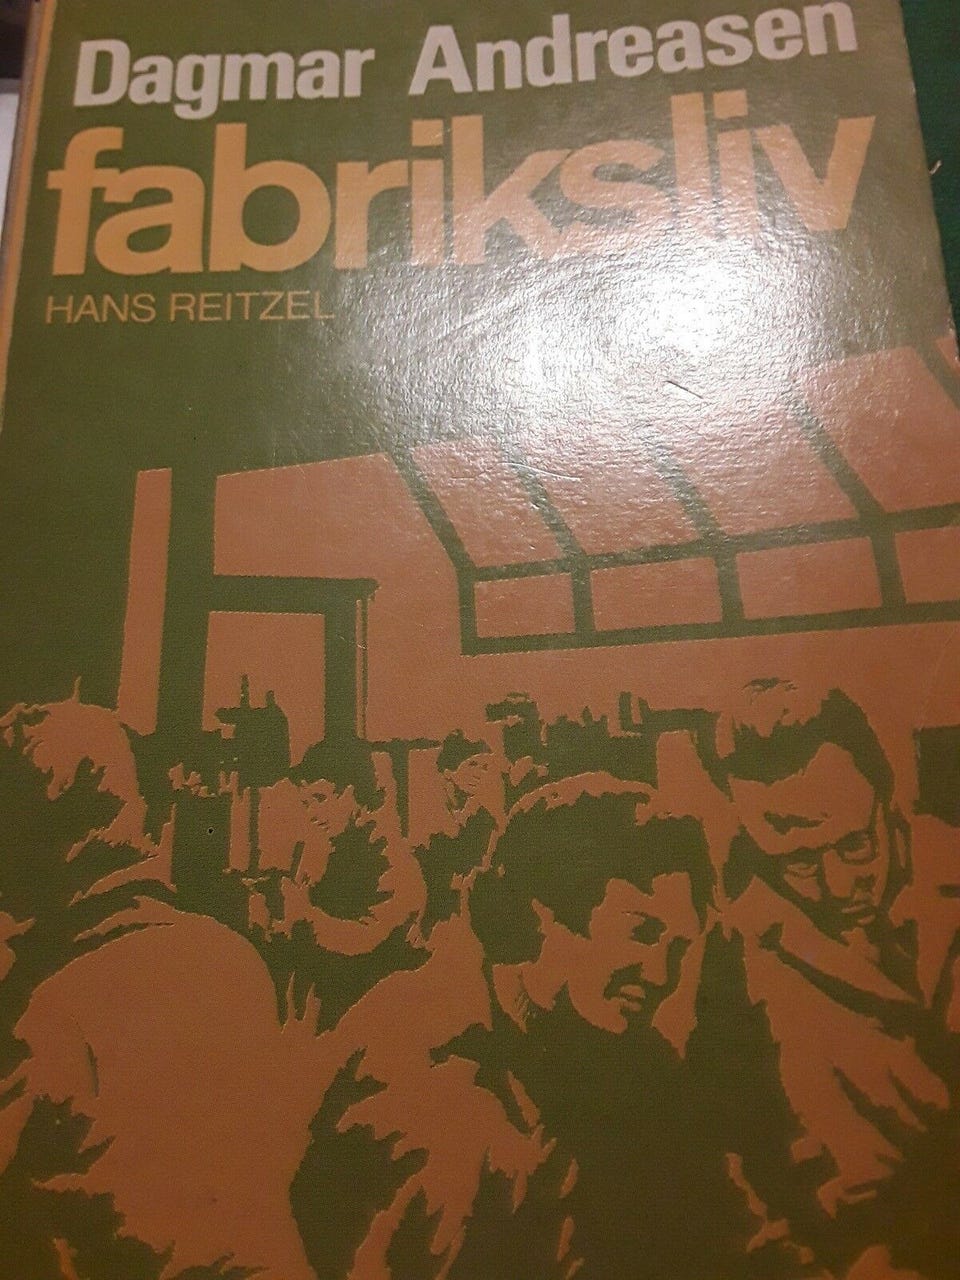 Dagmar Andreasen
fabriksliv
HANS REITZEL